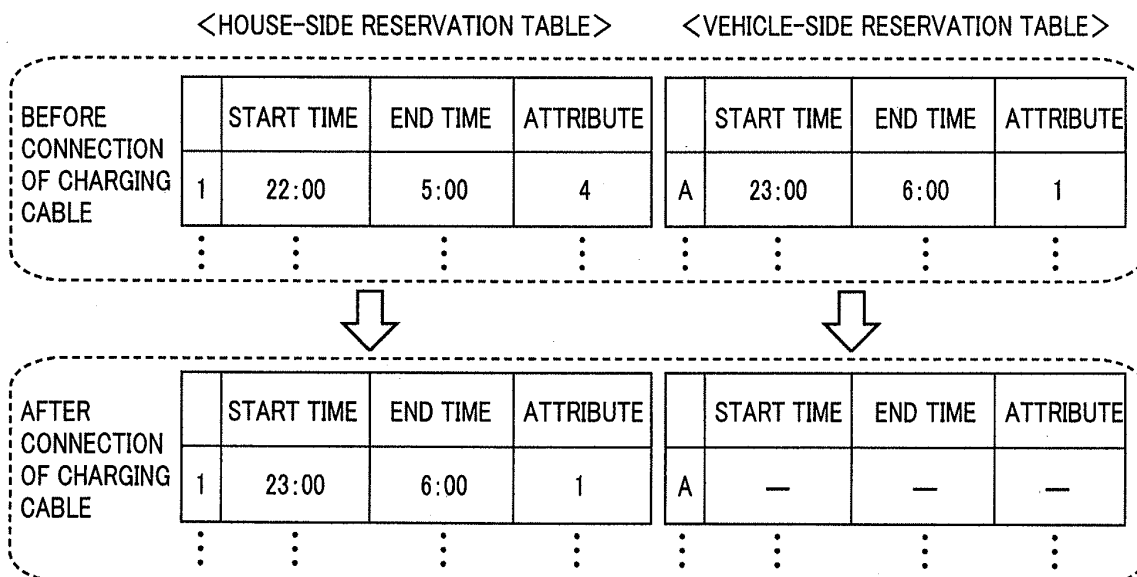 <HOUSE-SIDE RESERVATION TABLE> <VEHICLE-SIDE RESERVATION TABLE>
BEFORE
CONNECTION
OF CHARGING
CABLE
START TIME END TIME ATTRIBUTE START TIME END TIME ATTRIBUTE
1 22:00 5:00 4 A 23:00 6:00 1
AFTER
CONNECTION
OF CHARGING
CABLE
START TIME END TIME ATTRIBUTE START TIME END TIME ATTRIBUTE
1 23:00 6:00 1 A — — —